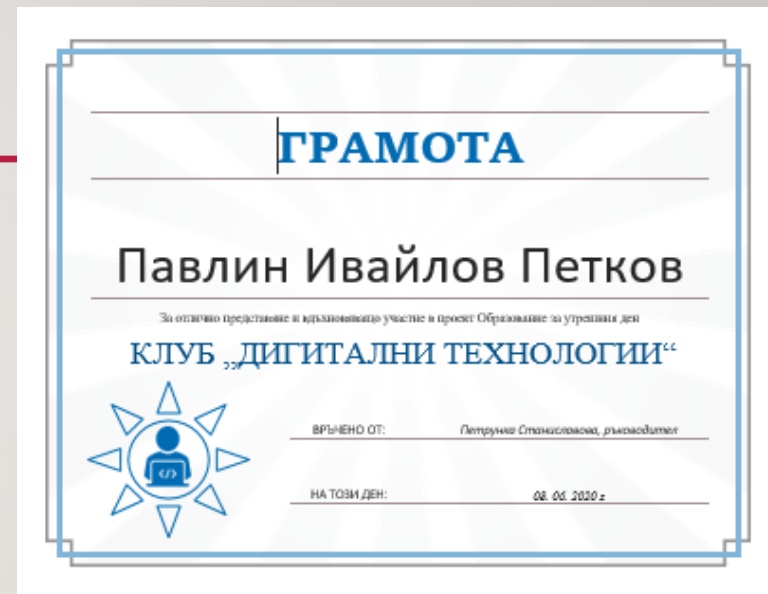 ГРАМОТА
Павлин Ивайлов Петков
За отлично представяне и вдъхновяващо участие в проект Образование за утрешния ден
КЛУБ „ДИГИТАЛНИ ТЕХНОЛОГИИ“
ВРЪЧЕНО ОТ: Петрунка Станиславова, ръководител
НА ТОЗИ ДЕН: 08. 06. 2020 г